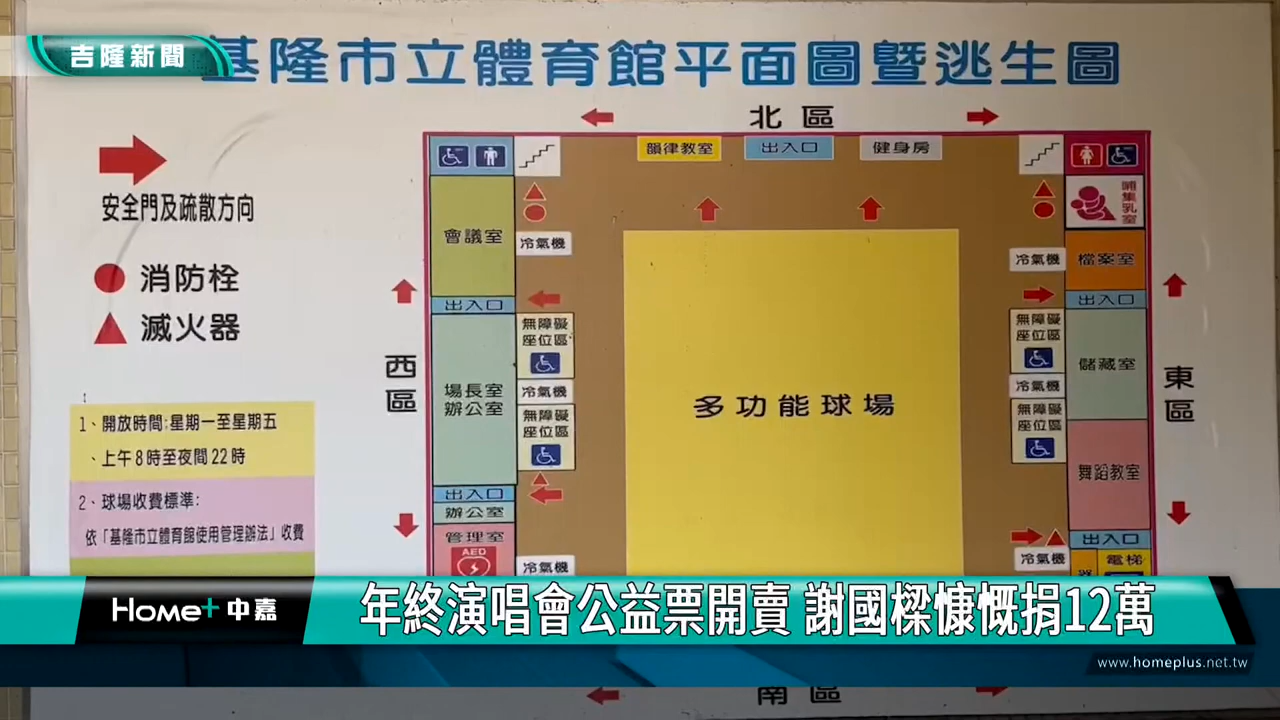 吉隆新聞
基隆市立體育館平面圖暨逃生圖
北區
安全門及疏散方向
消防栓
滅火器
韻律教室
出入口
健身房
哺集乳室
會議室
冷氣機
冷氣機
檔案室
出入口
出入口
無障礙
座位區
無障礙
座位區
西區
場長室
辦公室
冷氣機
多功能球場
冷氣機
儲藏室
東區
無障礙
座位區
無障礙
座位區
1、開放時間:星期一至星期五
、上午8時至夜間22時
2、球場收費標準:
依「基隆市立體育館使用管理辦法」收費
舞蹈教室
出入口
辦公室
管理室
AED
冷氣機
出入口
冷氣機
電梯
Home+中嘉
年終演唱會公益票開賣 謝國樑慷慨捐12萬
www.homeplus.net.tw
南區